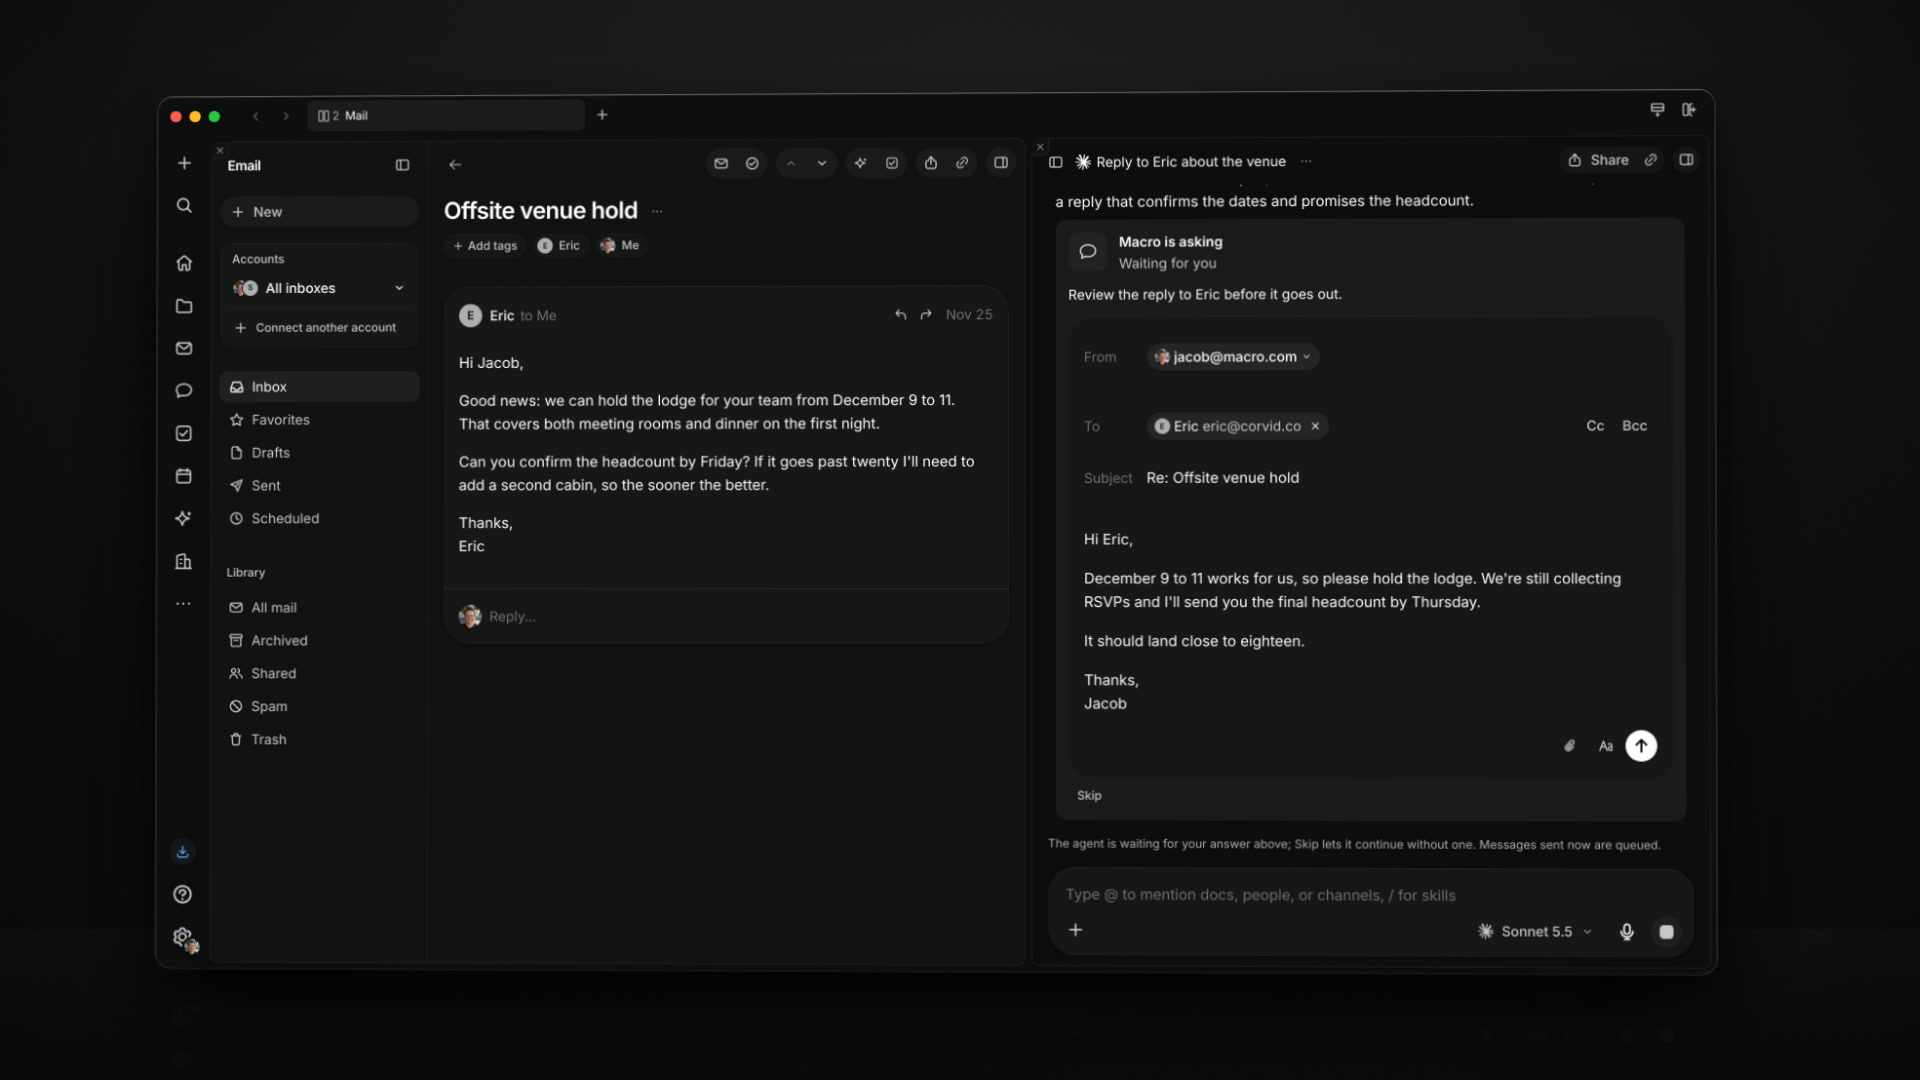 2 Mail
Email
New
Accounts
S All inboxes
Connect another account
Inbox
Favorites
Drafts
Sent
Scheduled
Library
All mail
Archived
Shared
Spam
Trash
Offsite venue hold ...
+ Add tags E Eric Me
E Eric to Me Nov 25
Hi Jacob,
Good news: we can hold the lodge for your team from December 9 to 11.
That covers both meeting rooms and dinner on the first night.
Can you confirm the headcount by Friday? If it goes past twenty I'll need to
add a second cabin, so the sooner the better.
Thanks,
Eric
Reply...
Reply to Eric about the venue ... Share
a reply that confirms the dates and promises the headcount.
Macro is asking
Waiting for you
Review the reply to Eric before it goes out.
From jacob@macro.com
To E Eric eric@corvid.co × Cc Bcc
Subject Re: Offsite venue hold
Hi Eric,
December 9 to 11 works for us, so please hold the lodge. We're still collecting
RSVPs and I'll send you the final headcount by Thursday.
It should land close to eighteen.
Thanks,
Jacob
Aa
Skip
The agent is waiting for your answer above; Skip lets it continue without one. Messages sent now are queued.
Type @ to mention docs, people, or channels, / for skills
Sonnet 5.5